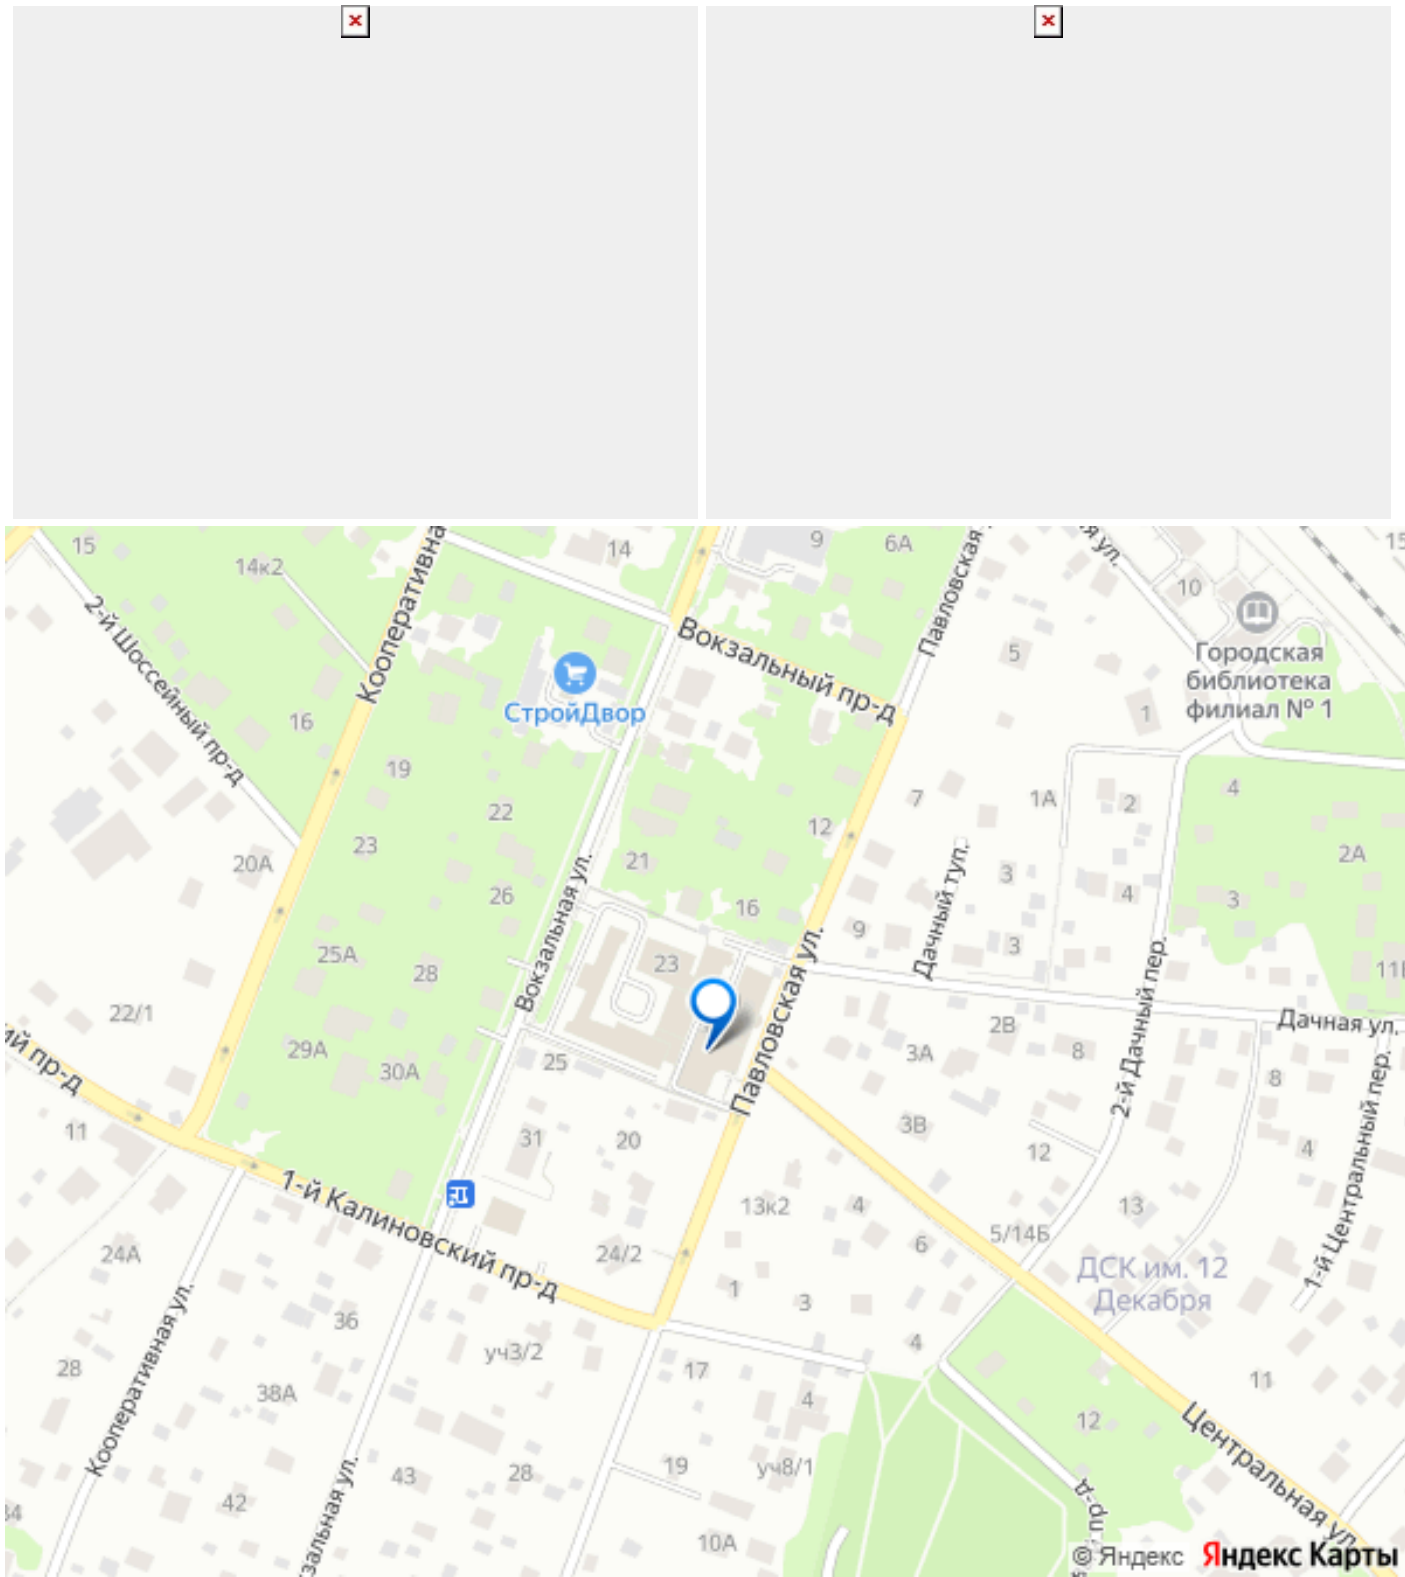 15
14к2
Кооперативна
14
9
6А
Павловская
я ул.
10
15
2-й Шоссейный пр-д
Вокзальный пр-д
5
Городская
библиотека
филиал № 1
СтройДвор
16
1
19
22
7
1А
2
4
12
20А
23
21
Дачный туп.
3
4
2А
26
Вокзальная ул.
16
9
3
3
25А
28
23
Павловская ул.
2-й Дачный пер.
22/1
Дачная ул.
ий пр-д
29А
30А
25
3А
2В
8
8
11
31
20
3В
12
4
1-й Центральный пер.
1-й Калиновский пр-д
13к2
4
13
5/14Б
24А
24/2
6
ДСК им. 12
Декабря
1
3
Кооперативная ул.
36
уч3/2
4
28
38А
17
4
11
12
Центральная ул.
43
28
19
уч8/1
42
34
зальная ул.
10А
пр-д
© Яндекс
Яндекс Карты